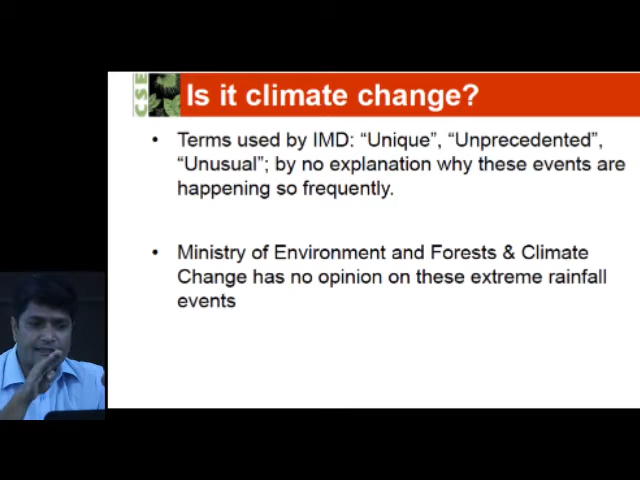 CSE
Is it climate change?
• Terms used by IMD: “Unique”, “Unprecedented”,
“Unusual”; by no explanation why these events are
happening so frequently.
• Ministry of Environment and Forests & Climate
Change has no opinion on these extreme rainfall
events